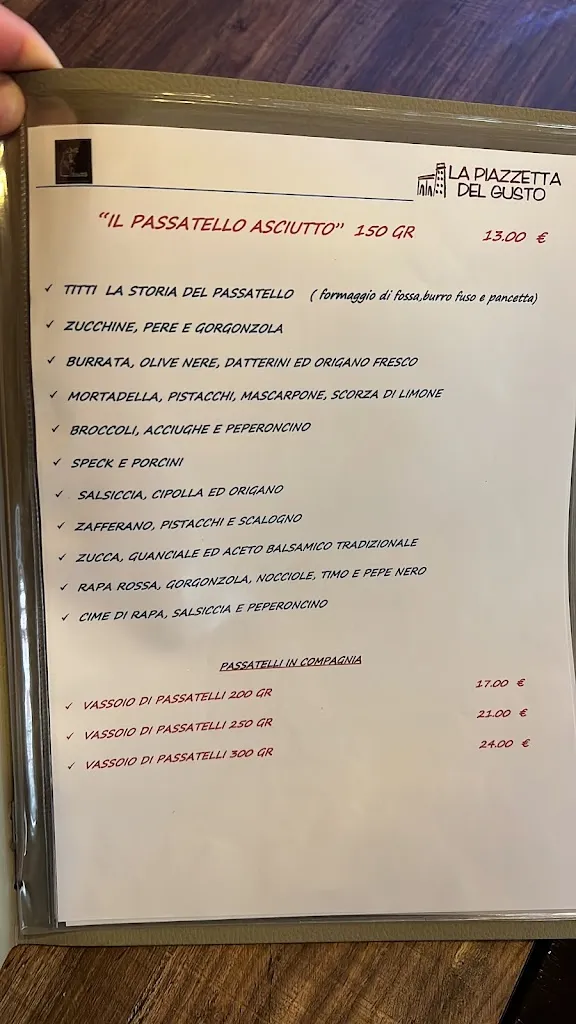 LA PIAZZETTA
DEL GUSTO
"IL PASSATELLO ASCIUTTO" 150 GR 13.00 €
✓ TITTI LA STORIA DEL PASSATELLO ( formaggio di fossa,burro fuso e pancetta)
✓ ZUCCHINE, PERE E GORGONZOLA
✓ BURRATA, OLIVE NERE, DATTERINI ED ORIGANO FRESCO
✓ MORTADELLA, PISTACCHI, MASCARPONE, SCORZA DI LIMONE
✓ BROCCOLI, ACCIUGHE E PEPERONCINO
✓ SPECK E PORCINI
✓ SALSICCIA, CIPOLLA ED ORIGANO
✓ ZAFFERANO, PISTACCHI E SCALOGNO
✓ ZUCCA, GUANCIALE ED ACETO BALSAMICO TRADIZIONALE
✓ RAPA ROSSA, GORGONZOLA, NOCCIOLE, TIMO E PEPE NERO
✓ CIME DI RAPA, SALSICCIA E PEPERONCINO
PASSATELLI IN COMPAGNIA
✓ VASSOIO DI PASSATELLI 200 GR 17.00 €
✓ VASSOIO DI PASSATELLI 250 GR 21.00 €
✓ VASSOIO DI PASSATELLI 300 GR 24.00 €